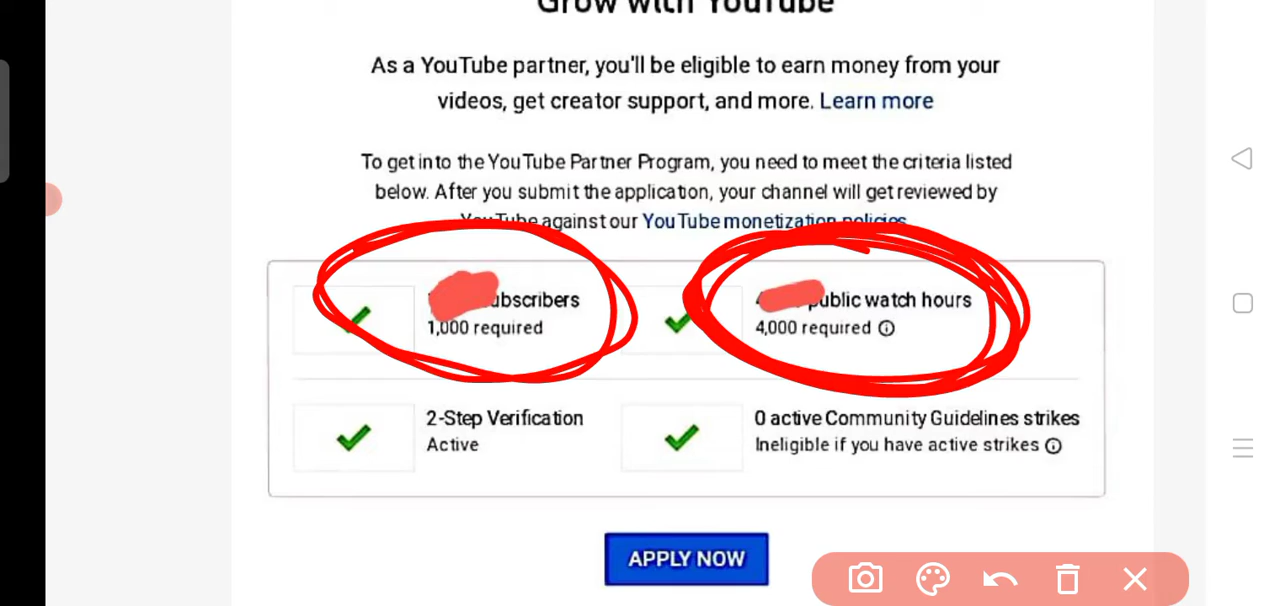 Grow with YouTube
As a YouTube partner, you'll be eligible to earn money from your
videos, get creator support, and more. Learn more
To get into the YouTube Partner Program, you need to meet the criteria listed
below. After you submit the application, your channel will get reviewed by
YouTube against our YouTube monetization policies
1,000 required
public watch hours
4,000 required
2-Step Verification
Active
0 active Community Guidelines strikes
Ineligible if you have active strikes
APPLY NOW